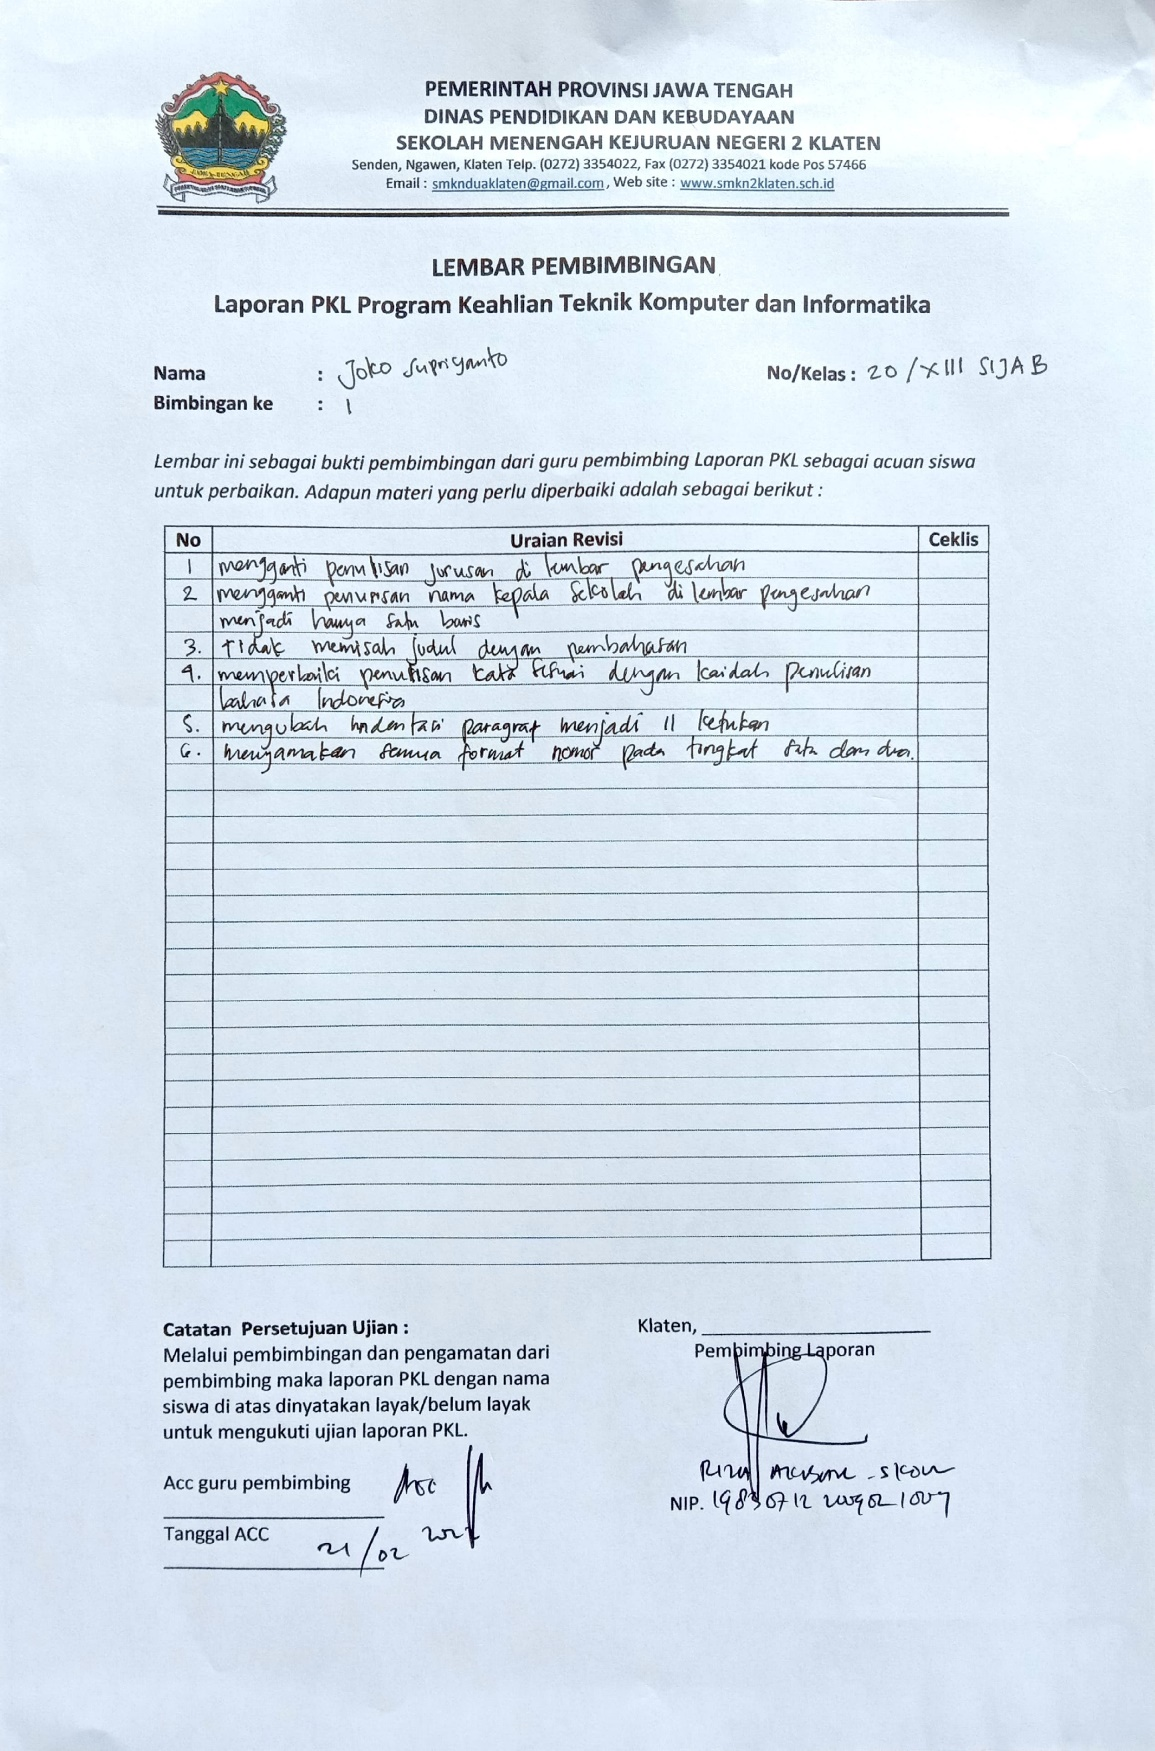 PEMERINTAH PROVINSI JAWA TENGAH
DINAS PENDIDIKAN DAN KEBUDAYAAN
SEKOLAH MENENGAH KEJURUAN NEGERI 2 KLATEN
Senden, Ngawen, Klaten Telp. (0272) 3354022, Fax (0272) 3354021 kode Pos 57466
Email : smknduaklaten@gmail.com , Web site : www.smkn2klaten.sch.id
LEMBAR PEMBIMBINGAN
Laporan PKL Program Keahlian Teknik Komputer dan Informatika
Nama : Joko Supriyanto No/Kelas : 20 / XIII SIJA B
Bimbingan ke : 1
Lembar ini sebagai bukti pembimbingan dari guru pembimbing Laporan PKL sebagai acuan siswa
untuk perbaikan. Adapun materi yang perlu diperbaiki adalah sebagai berikut :
No Uraian Revisi Ceklis
1 mengganti penulisan jurusan di lembar pengesahan
2 mengganti penulisan nama kepala sekolah di lembar pengesahan
menjadi hanya satu baris
3. Tidak memisah judul dengan pembahasan
4. memperbaiki penulisan kata sesuai dengan kaidah penulisan
bahasa Indonesia
5. mengubah indentasi paragraf menjadi 11 ketukan
6. menyamakan semua format nomor pada tingkat satu dan dua.
Catatan Persetujuan Ujian :
Melalui pembimbingan dan pengamatan dari
pembimbing maka laporan PKL dengan nama
siswa di atas dinyatakan layak/belum layak
untuk mengukuti ujian laporan PKL.
Acc guru pembimbing Acc
Tanggal ACC 21/02
Klaten,
Pembimbing Laporan
NIP. 19830712 200902 1 007